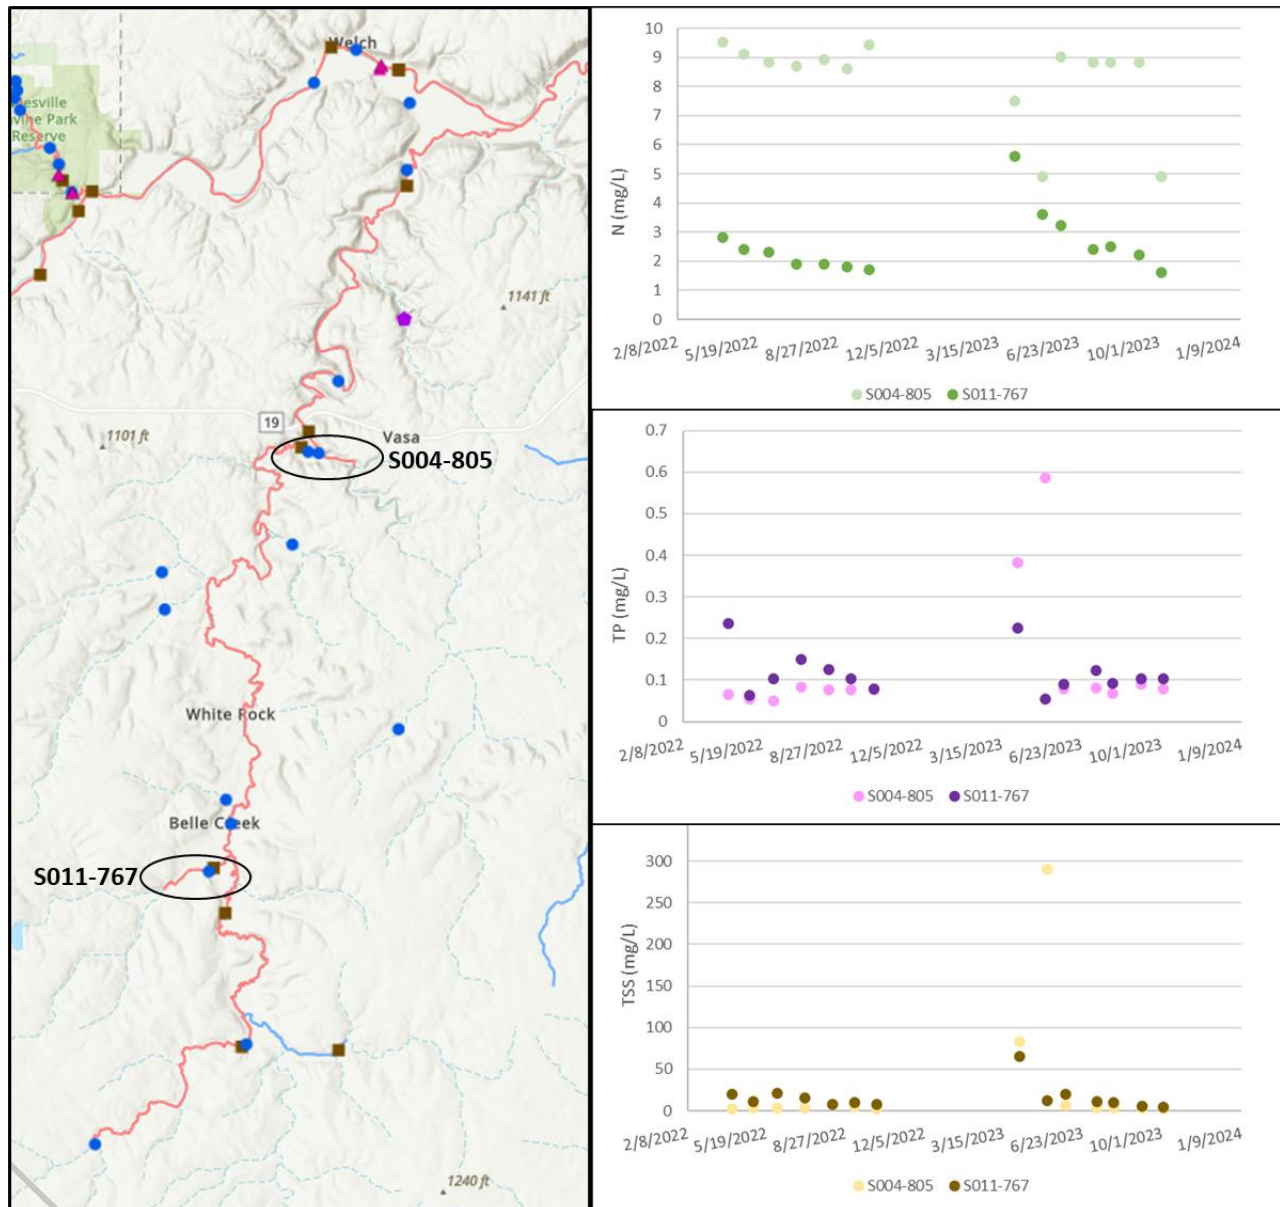 Welch
esville
vine Park
Reserve
1141 ft
19
1101 ft
Vasa
S004-805
White Rock
Belle Creek
S011-767
1240 ft
10
9
8
7
6
5
4
3
2
1
0
N (mg/L)
2/8/2022 5/19/2022 8/27/2022 12/5/2022 3/15/2023 6/23/2023 10/1/2023 1/9/2024
S004-805 S011-767
0.7
0.6
0.5
0.4
0.3
0.2
0.1
0
TP (mg/L)
2/8/2022 5/19/2022 8/27/2022 12/5/2022 3/15/2023 6/23/2023 10/1/2023 1/9/2024
S004-805 S011-767
300
250
200
150
100
50
0
TSS (mg/L)
2/8/2022 5/19/2022 8/27/2022 12/5/2022 3/15/2023 6/23/2023 10/1/2023 1/9/2024
S004-805 S011-767